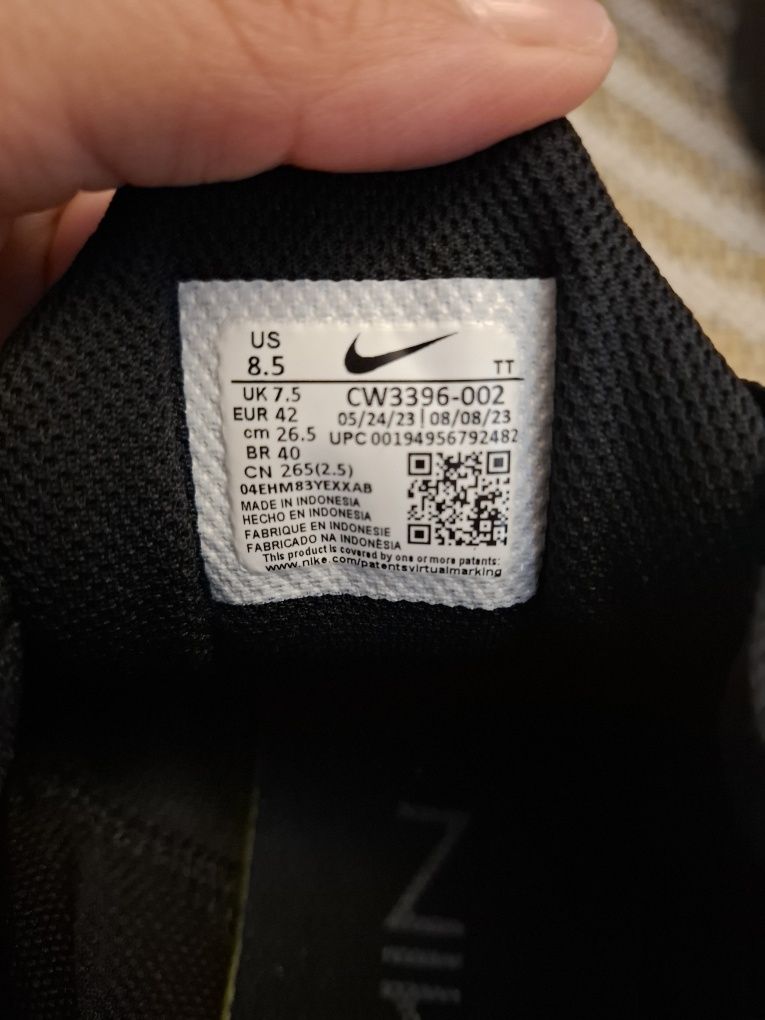 US
8.5
TT
UK 7.5
CW3396-002
EUR 42
05/24/23 | 08/08/23
cm 26.5
UPC 00194956792482
BR 40
CN 265(2.5)
04EHM83YEXXAB
MADE IN INDONESIA
HECHO EN INDONESIA
FABRIQUE EN INDONESIE
FABRICADO NA INDONÈSIA
This product is covered by one or more patents:
www.nike.com/patentsvirtualmarking